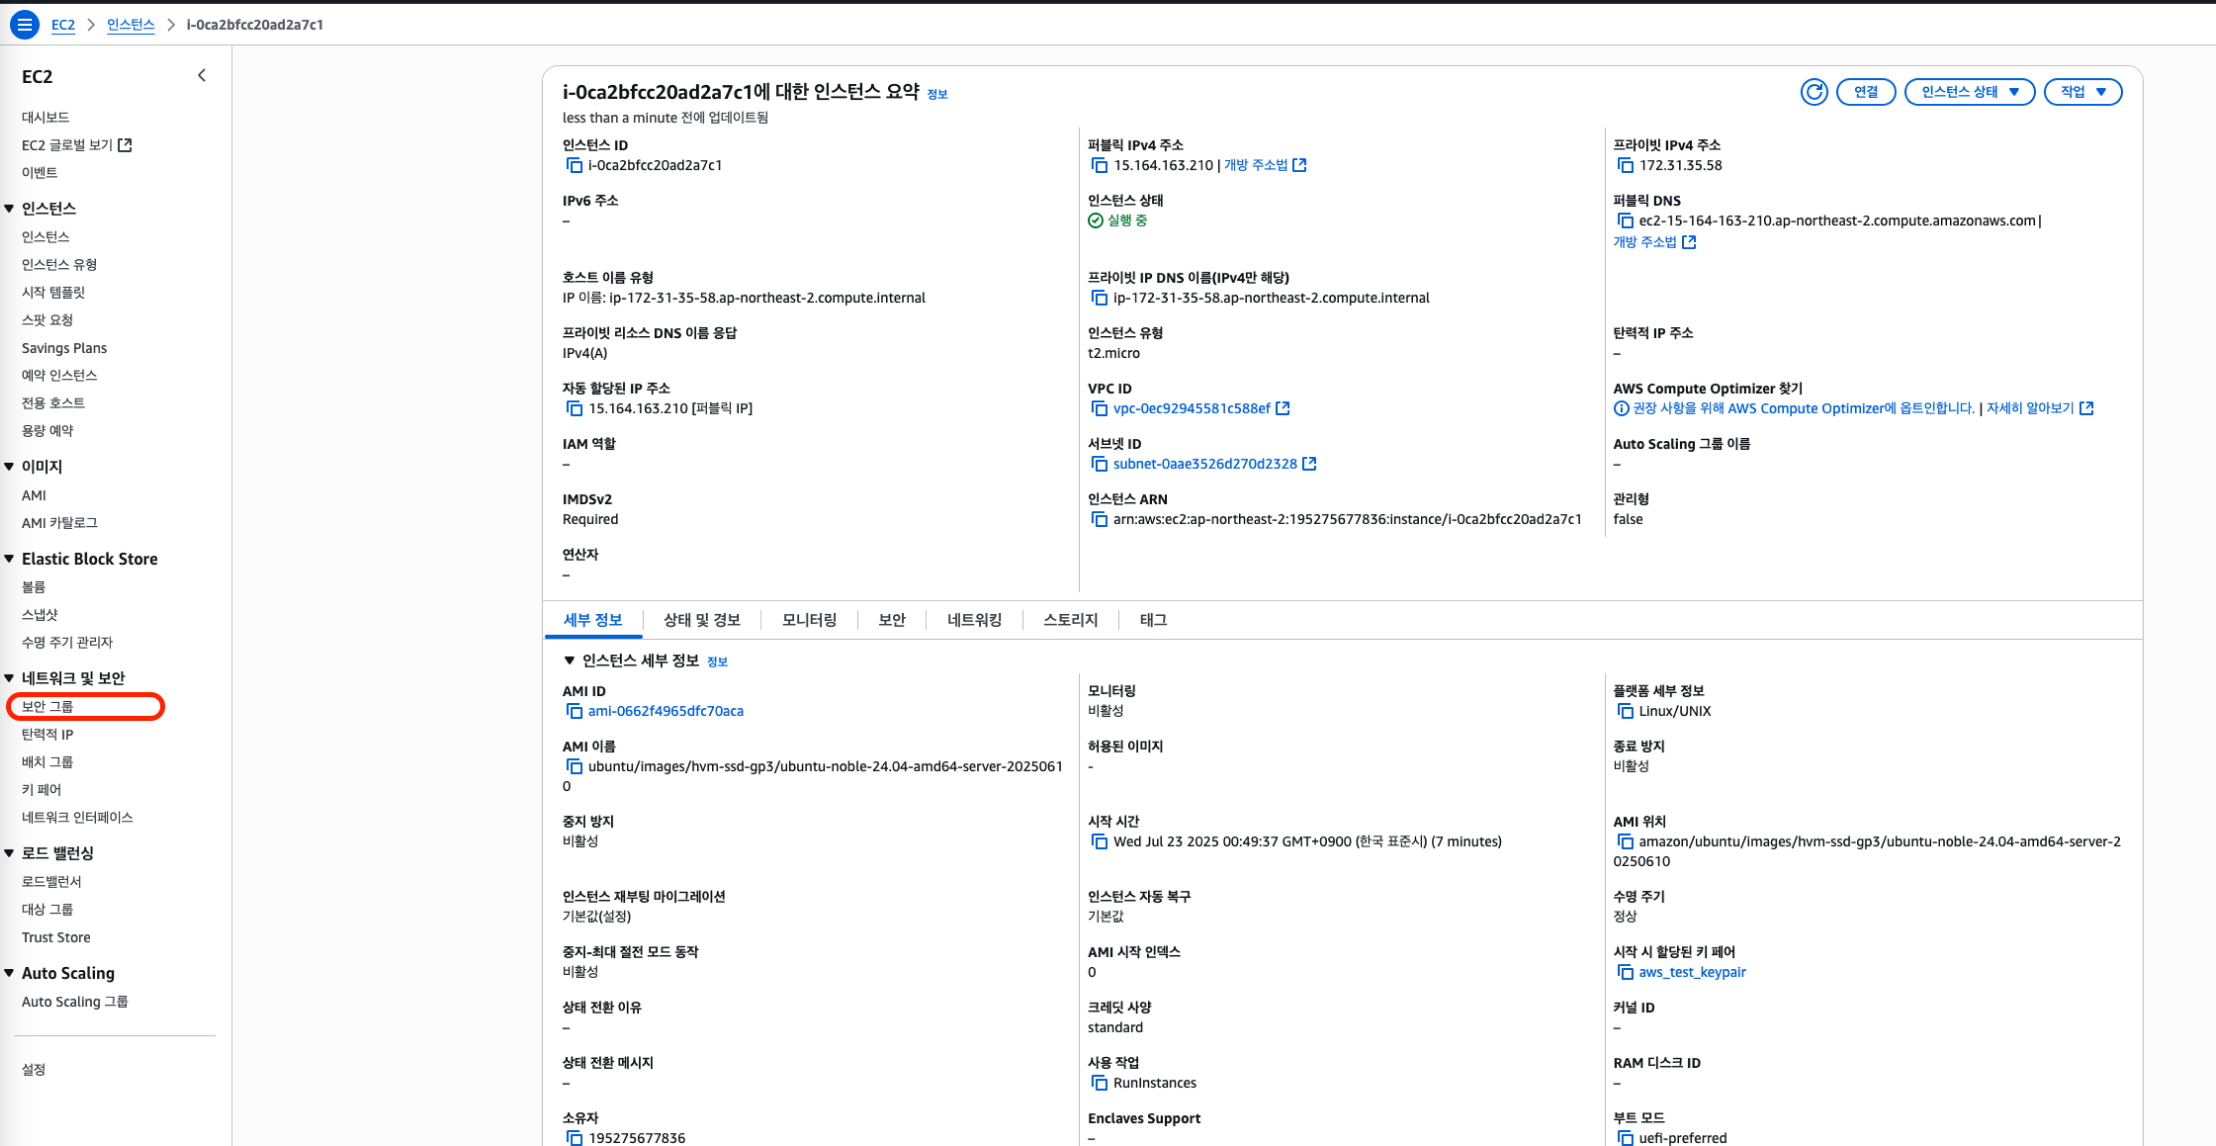 EC2 > 인스턴스 > i-0ca2bfcc20ad2a7c1
EC2
대시보드
EC2 글로벌 보기
이벤트
인스턴스
인스턴스
인스턴스 유형
시작 템플릿
스팟 요청
Savings Plans
예약 인스턴스
전용 호스트
용량 예약
이미지
AMI
AMI 카탈로그
Elastic Block Store
볼륨
스냅샷
수명 주기 관리자
네트워크 및 보안
보안 그룹
탄력적 IP
배치 그룹
키 페어
네트워크 인터페이스
로드 밸런싱
로드밸런서
대상 그룹
Trust Store
Auto Scaling
Auto Scaling 그룹
설정
i-0ca2bfcc20ad2a7c1에 대한 인스턴스 요약 정보
less than a minute 전에 업데이트됨
연결
인스턴스 상태
작업
인스턴스 ID
i-0ca2bfcc20ad2a7c1
퍼블릭 IPv4 주소
15.164.163.210 | 개방 주소법
프라이빗 IPv4 주소
172.31.35.58
IPv6 주소
–
인스턴스 상태
실행 중
퍼블릭 DNS
ec2-15-164-163-210.ap-northeast-2.compute.amazonaws.com |
개방 주소법
호스트 이름 유형
IP 이름: ip-172-31-35-58.ap-northeast-2.compute.internal
프라이빗 IP DNS 이름(IPv4만 해당)
ip-172-31-35-58.ap-northeast-2.compute.internal
프라이빗 리소스 DNS 이름 응답
IPv4(A)
인스턴스 유형
t2.micro
탄력적 IP 주소
–
자동 할당된 IP 주소
15.164.163.210 [퍼블릭 IP]
VPC ID
vpc-0ec92945581c588ef
AWS Compute Optimizer 찾기
권장 사항을 위해 AWS Compute Optimizer에 옵트인합니다. | 자세히 알아보기
IAM 역할
–
서브넷 ID
subnet-0aae3526d270d2328
Auto Scaling 그룹 이름
–
IMDSv2
Required
인스턴스 ARN
arn:aws:ec2:ap-northeast-2:195275677836:instance/i-0ca2bfcc20ad2a7c1
관리형
false
연산자
–
세부 정보
상태 및 경보
모니터링
보안
네트워킹
스토리지
태그
인스턴스 세부 정보 정보
AMI ID
ami-0662f4965dfc70aca
모니터링
비활성
플랫폼 세부 정보
Linux/UNIX
AMI 이름
ubuntu/images/hvm-ssd-gp3/ubuntu-noble-24.04-amd64-server-2025061
0
허용된 이미지
-
종료 방지
비활성
중지 방지
비활성
시작 시간
Wed Jul 23 2025 00:49:37 GMT+0900 (한국 표준시) (7 minutes)
AMI 위치
amazon/ubuntu/images/hvm-ssd-gp3/ubuntu-noble-24.04-amd64-server-2
0250610
인스턴스 재부팅 마이그레이션
기본값(설정)
인스턴스 자동 복구
기본값
수명 주기
정상
중지-최대 절전 모드 동작
비활성
AMI 시작 인덱스
0
시작 시 할당된 키 페어
aws_test_keypair
상태 전환 이유
–
크레딧 사양
standard
커널 ID
–
상태 전환 메시지
–
사용 작업
RunInstances
RAM 디스크 ID
–
소유자
195275677836
Enclaves Support
–
부트 모드
uefi-preferred